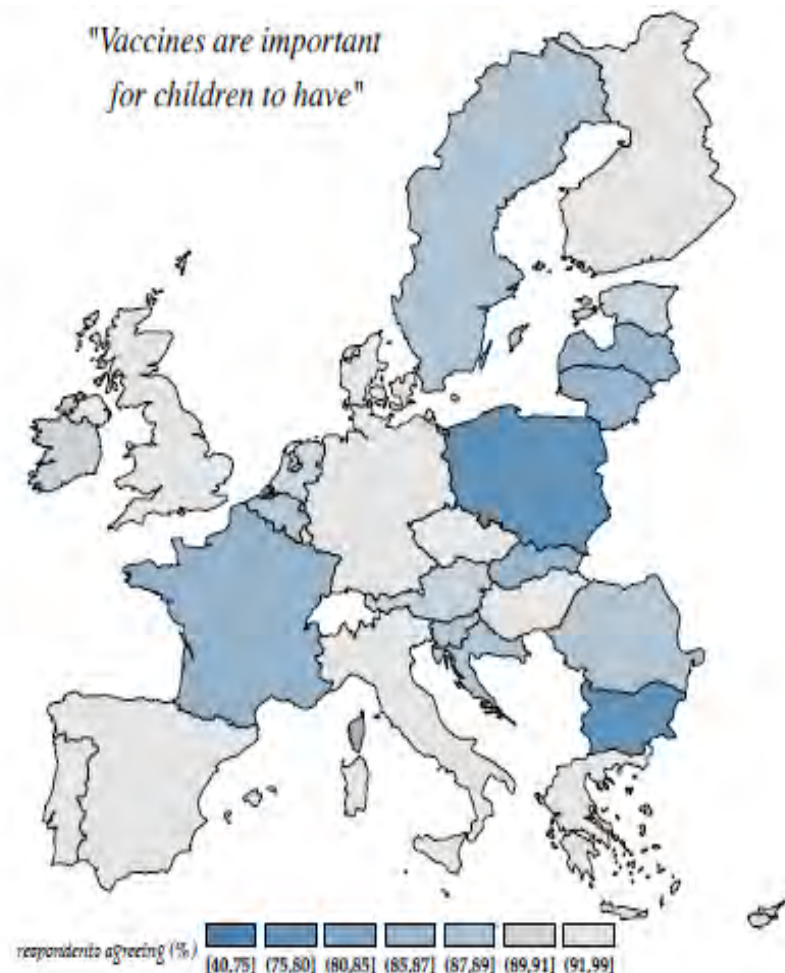 "Vaccines are important
for children to have"
respondents agreeing (%)
[40,75] (75,80] (80,85] (85,87] (87,89] (89,91] (91,99]